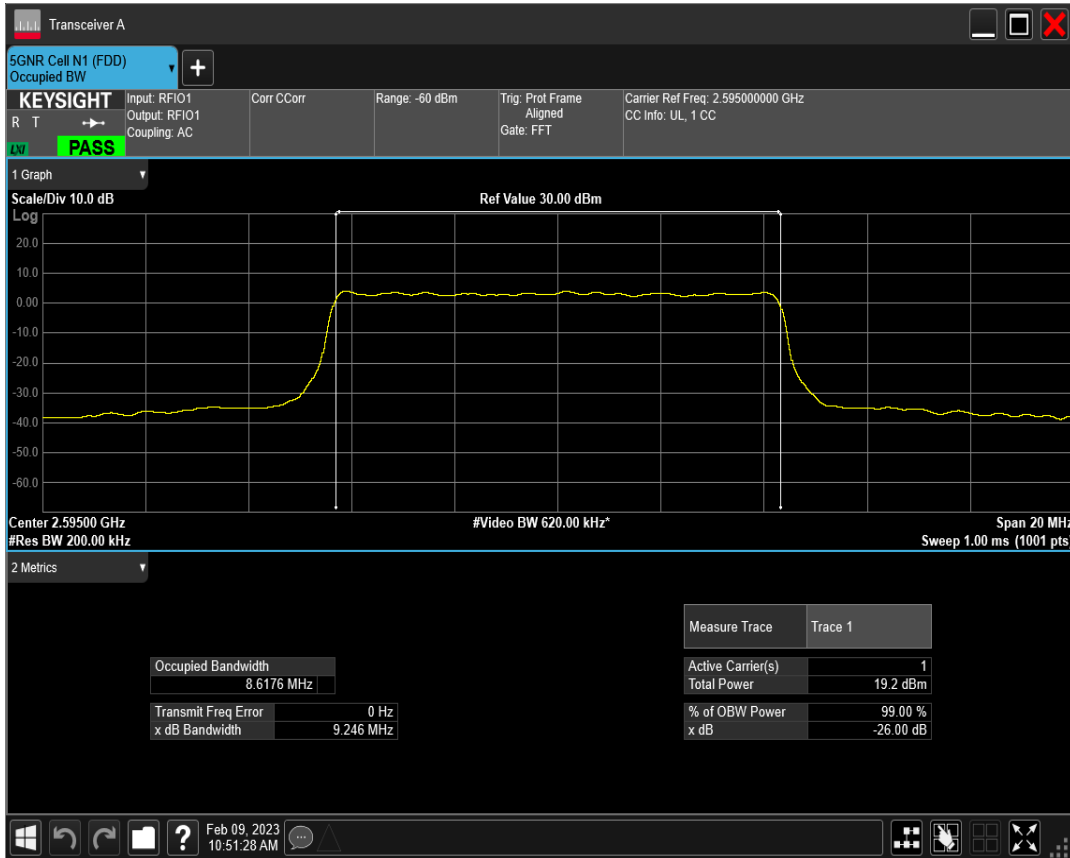 Transceiver A
5GNR Cell N1 (FDD)
Occupied BW
+
KEYSIGHT
R T
LXI
PASS
Input: RFIO1
Output: RFIO1
Coupling: AC
Corr CCorr
Range: -60 dBm
Trig: Prot Frame
Aligned
Gate: FFT
Carrier Ref Freq: 2.595000000 GHz
CC Info: UL, 1 CC
1 Graph
Scale/Div 10.0 dB
Ref Value 30.00 dBm
Log
20.0
10.0
0.00
-10.0
-20.0
-30.0
-40.0
-50.0
-60.0
Center 2.59500 GHz
#Video BW 620.00 kHz*
Span 20 MHz
#Res BW 200.00 kHz
Sweep 1.00 ms (1001 pts)
2 Metrics
Measure Trace Trace 1
Occupied Bandwidth
8.6176 MHz
Active Carrier(s) 1
Total Power 19.2 dBm
Transmit Freq Error 0 Hz
x dB Bandwidth 9.246 MHz
% of OBW Power 99.00 %
x dB -26.00 dB
?
Feb 09, 2023
10:51:28 AM